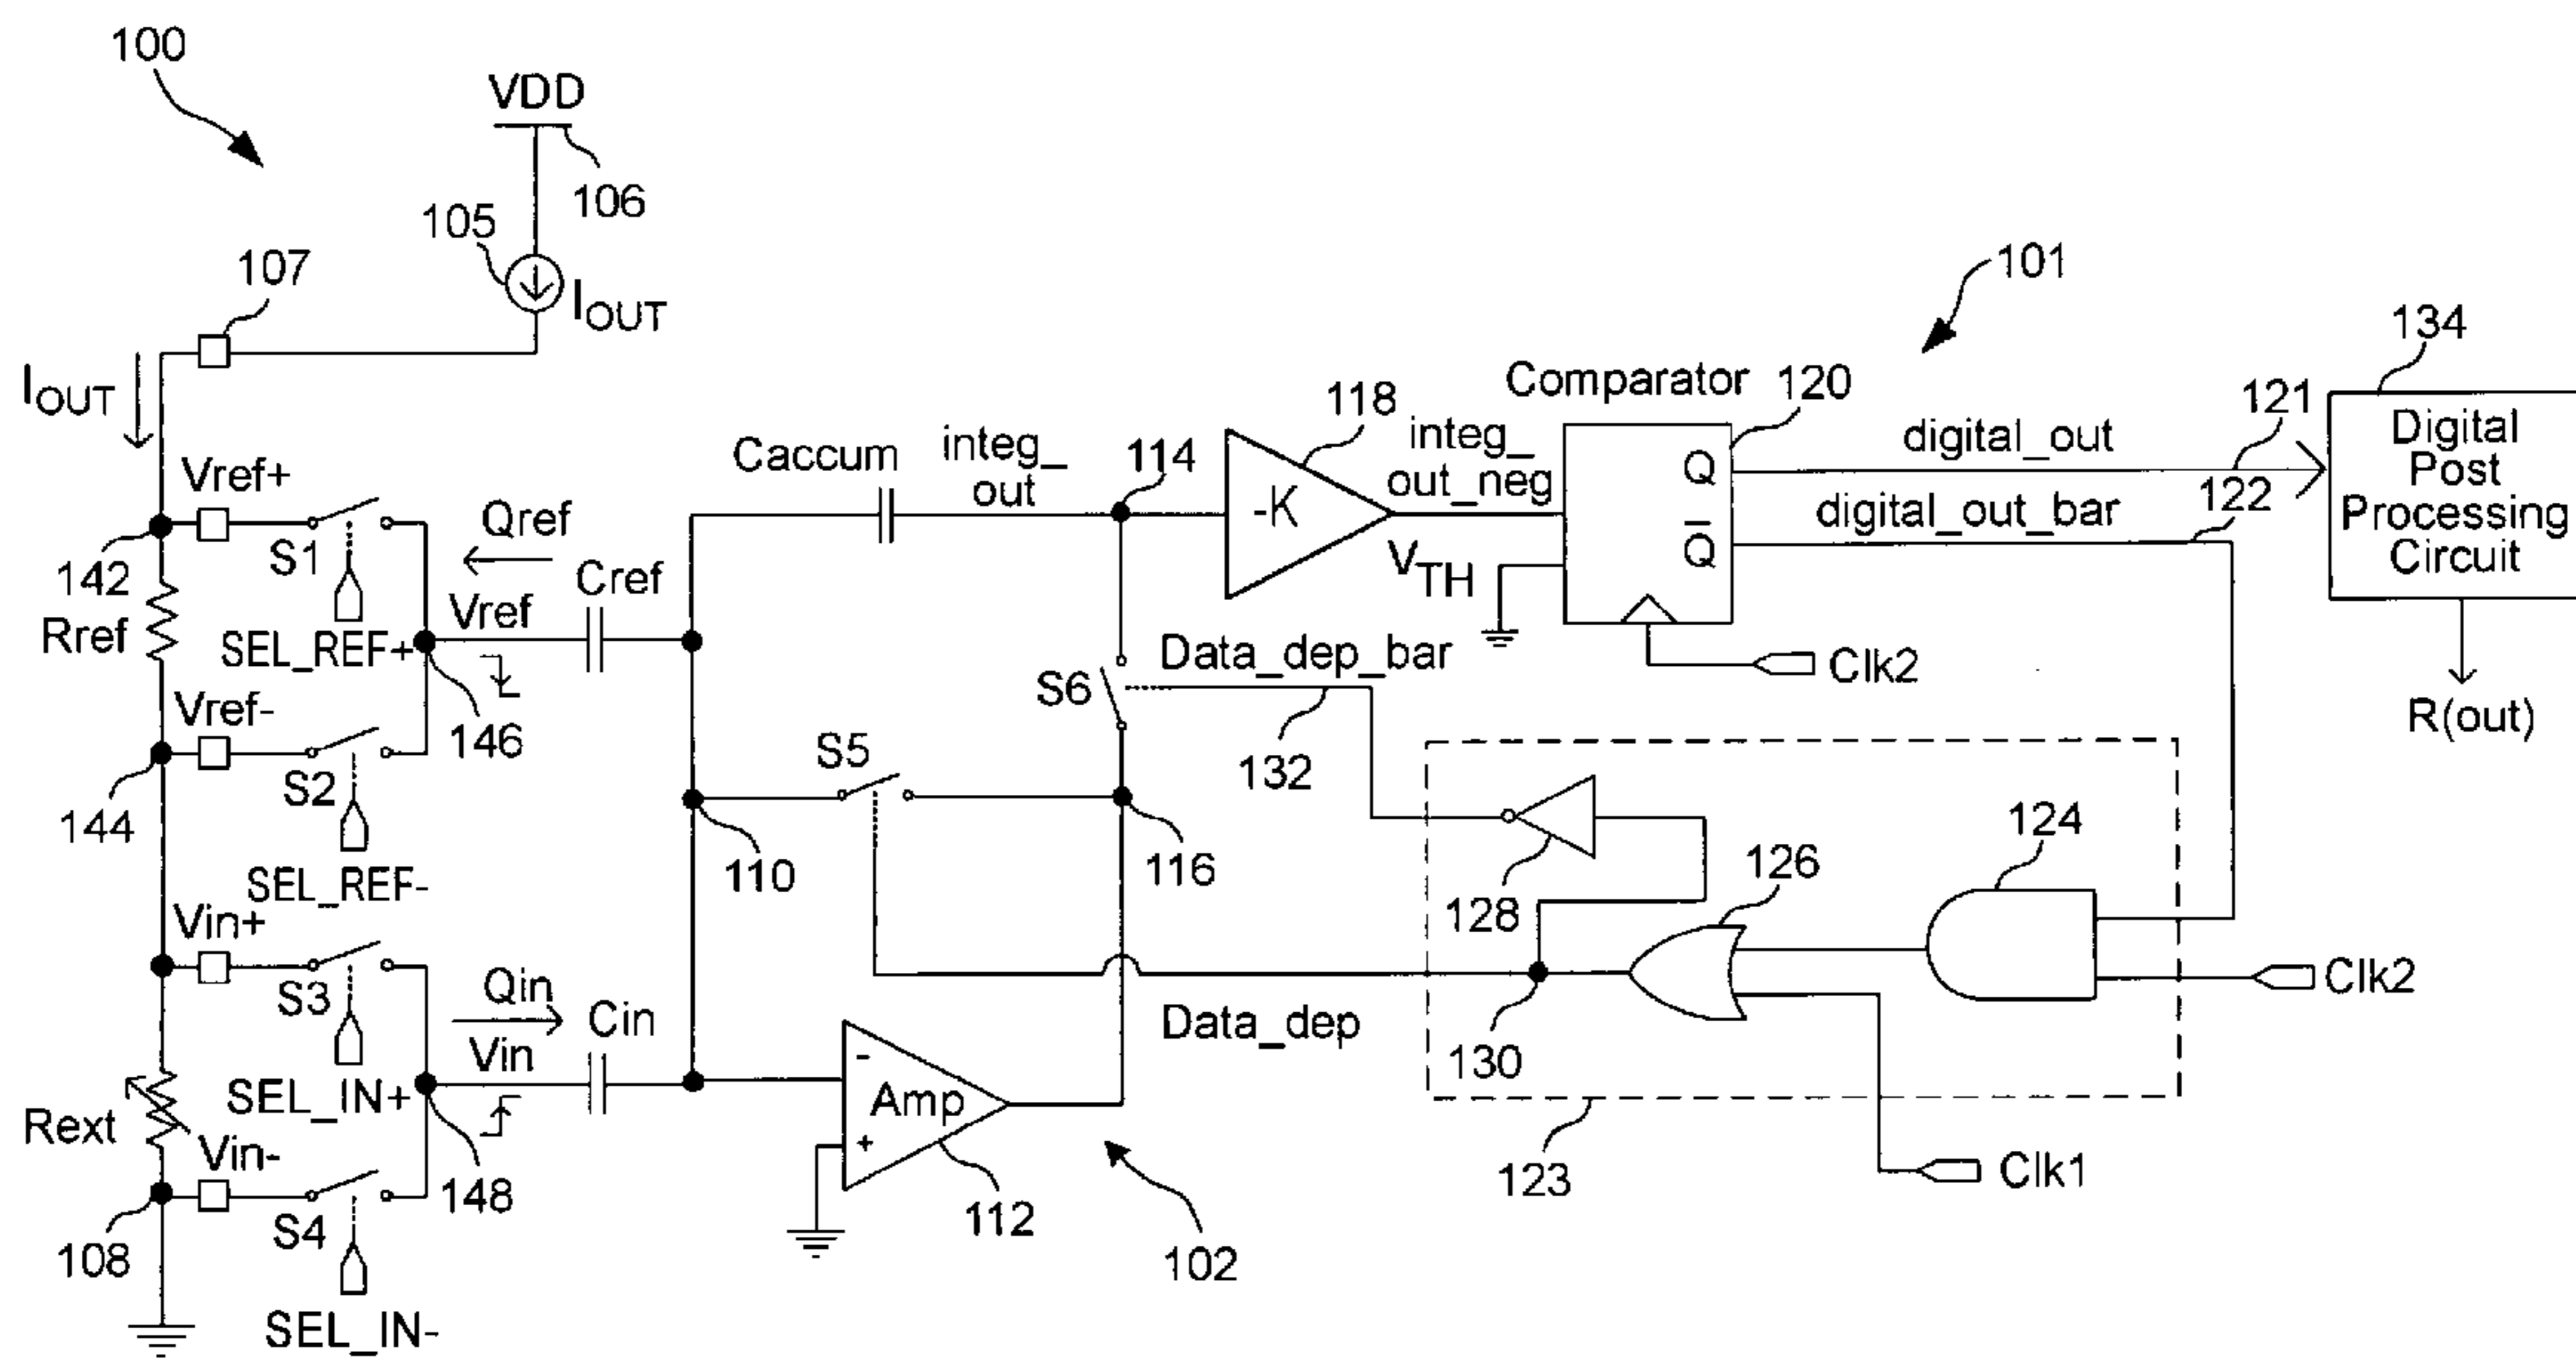 100
VDD
106
105
I_OUT
107
I_OUT
101
134
Digital
Post
Processing
Circuit
R(out)
Comparator
120
121
digital_out
122
digital_out_bar
Q
Q̅
Clk2
118
-K
integ_
out_neg
V_TH
114
integ_
out
Caccum
Vref+
S1
142
Rref
SEL_REF+
Qref
Cref
Vref
146
Vref-
S2
144
SEL_REF-
S6
Data_dep_bar
132
S5
110
116
124
126
128
130
123
Clk2
Clk1
Data_dep
Vin+
S3
SEL_IN+
Qin
Cin
Vin
148
Rext
Vin-
S4
108
SEL_IN-
-
Amp
+
112
102